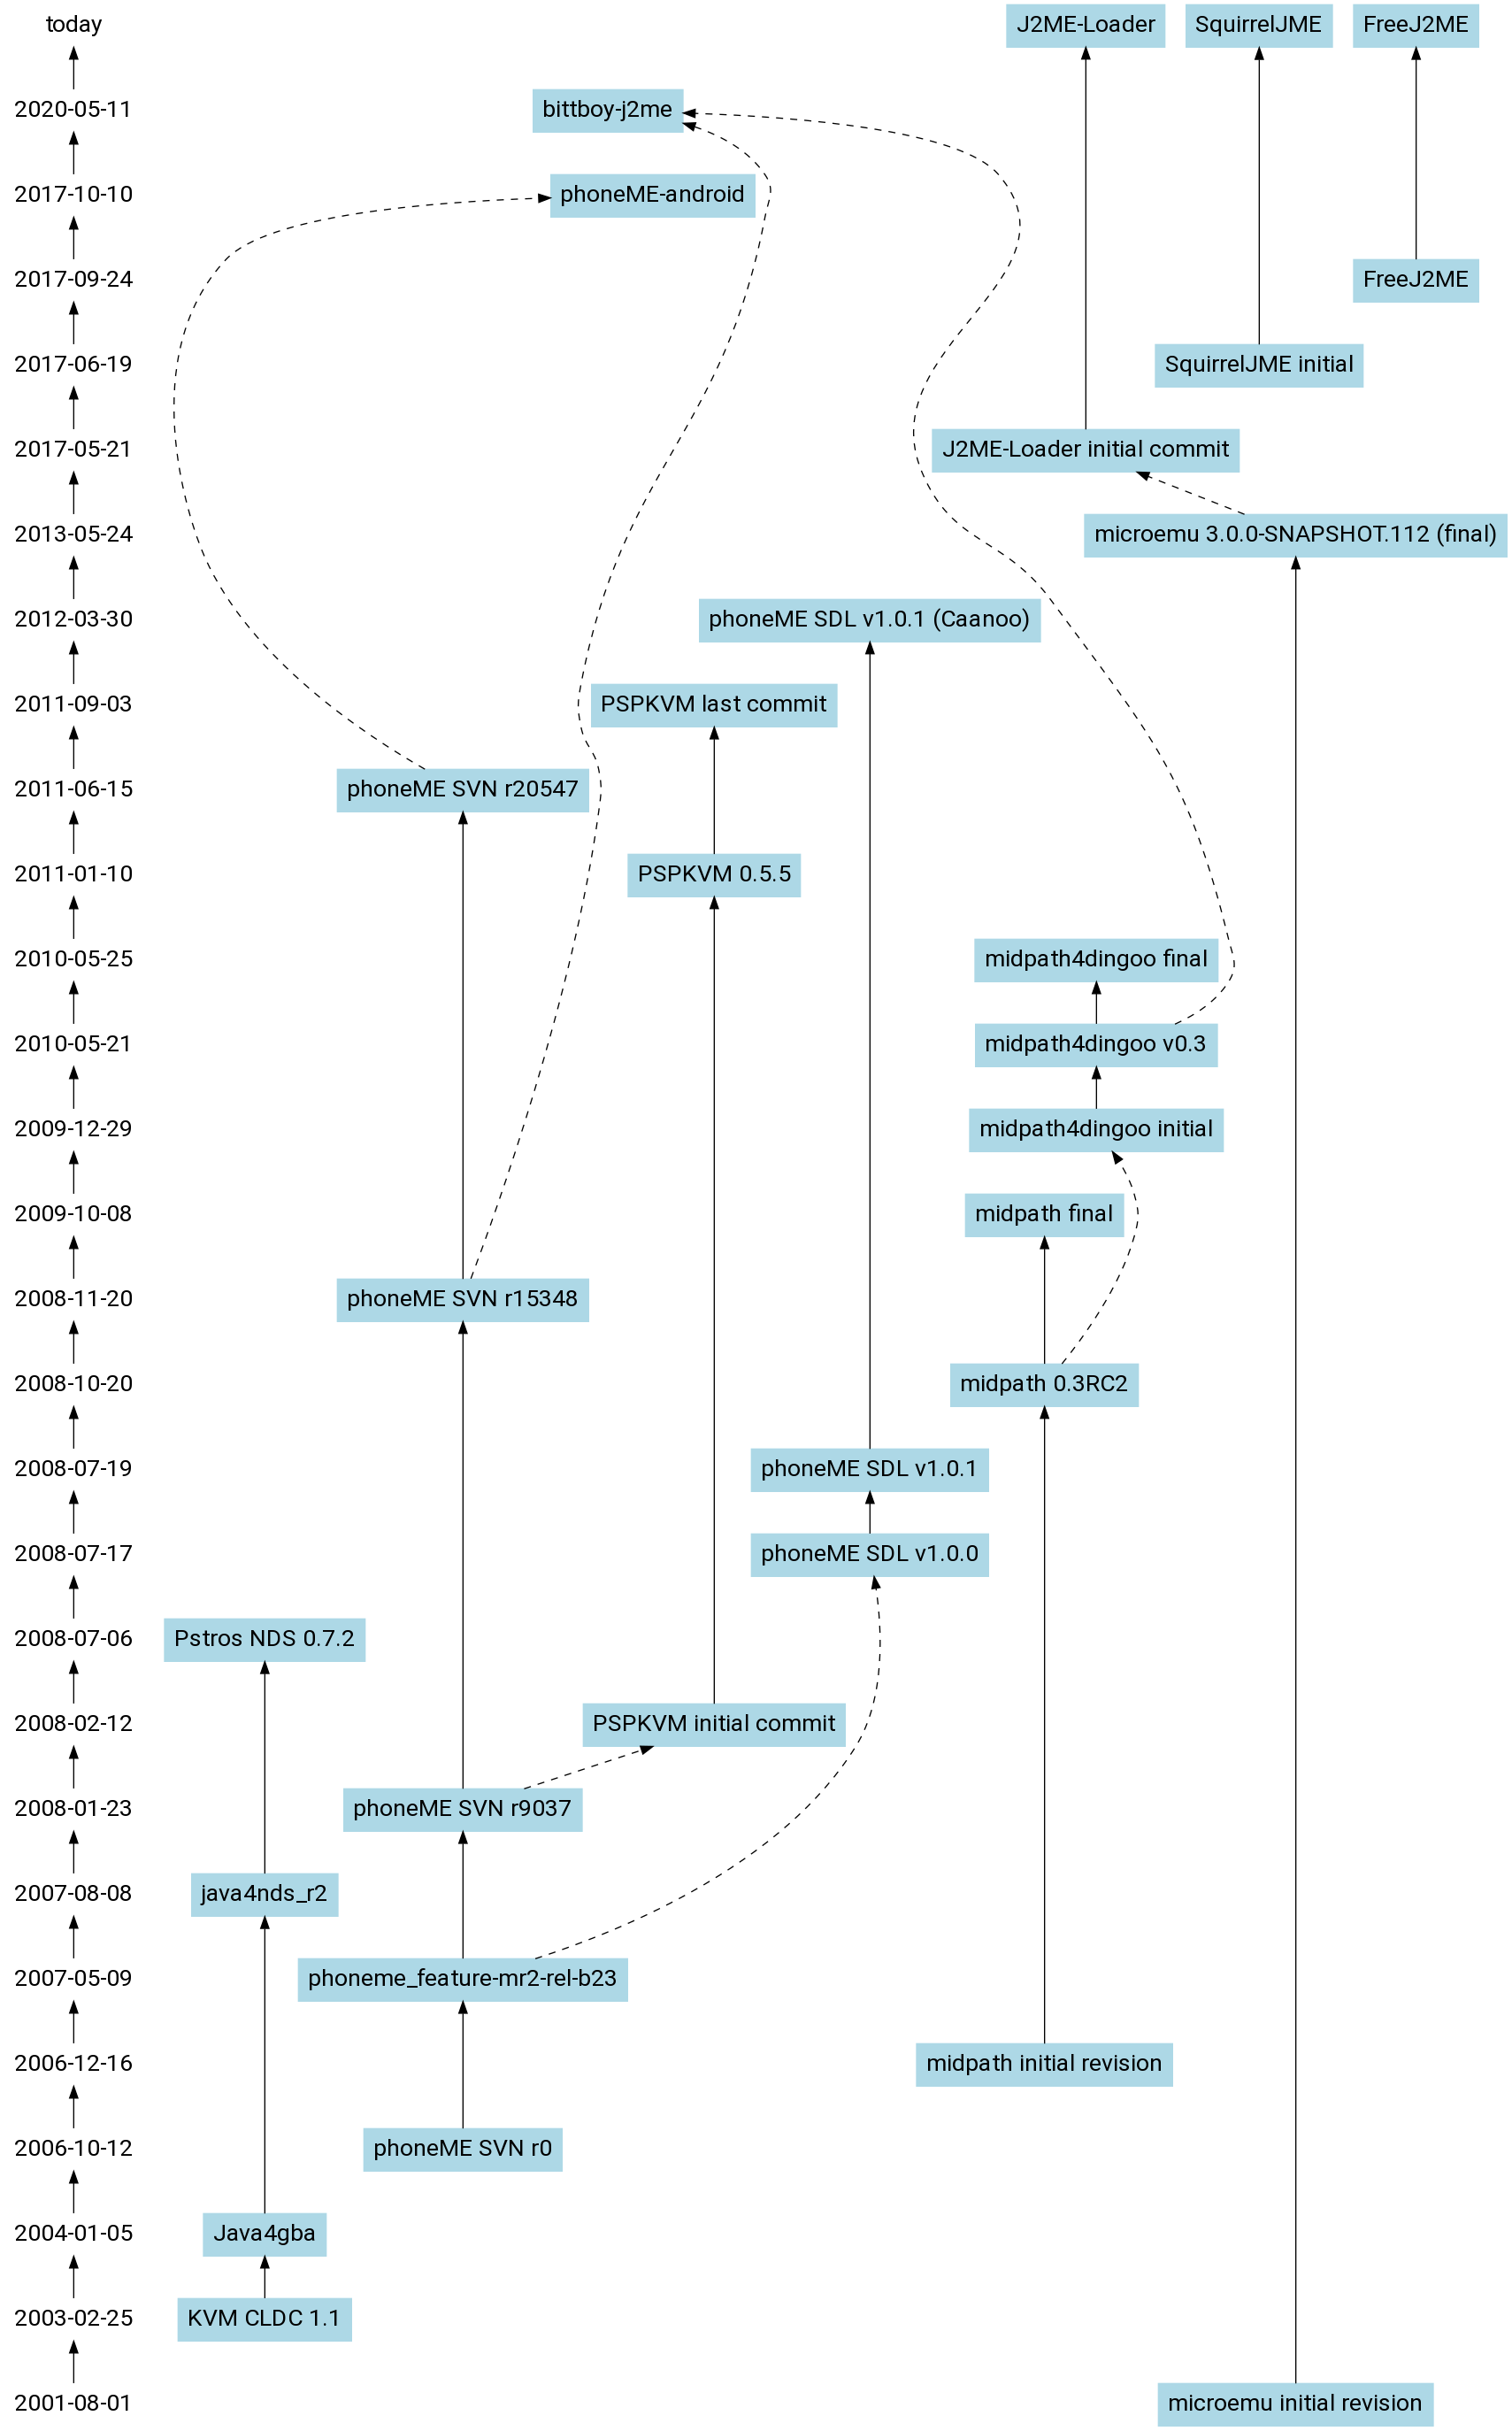 today
J2ME-Loader
SquirrelJME
FreeJ2ME
2020-05-11
bittboy-j2me
2017-10-10
phoneME-android
2017-09-24
FreeJ2ME
2017-06-19
SquirrelJME initial
2017-05-21
J2ME-Loader initial commit
2013-05-24
microemu 3.0.0-SNAPSHOT.112 (final)
2012-03-30
phoneME SDL v1.0.1 (Caanoo)
2011-09-03
PSPKVM last commit
2011-06-15
phoneME SVN r20547
2011-01-10
PSPKVM 0.5.5
2010-05-25
midpath4dingoo final
2010-05-21
midpath4dingoo v0.3
2009-12-29
midpath4dingoo initial
2009-10-08
midpath final
2008-11-20
phoneME SVN r15348
2008-10-20
midpath 0.3RC2
2008-07-19
phoneME SDL v1.0.1
2008-07-17
phoneME SDL v1.0.0
2008-07-06
Pstros NDS 0.7.2
2008-02-12
PSPKVM initial commit
2008-01-23
phoneME SVN r9037
2007-08-08
java4nds_r2
2007-05-09
phoneme_feature-mr2-rel-b23
2006-12-16
midpath initial revision
2006-10-12
phoneME SVN r0
2004-01-05
Java4gba
2003-02-25
KVM CLDC 1.1
2001-08-01
microemu initial revision